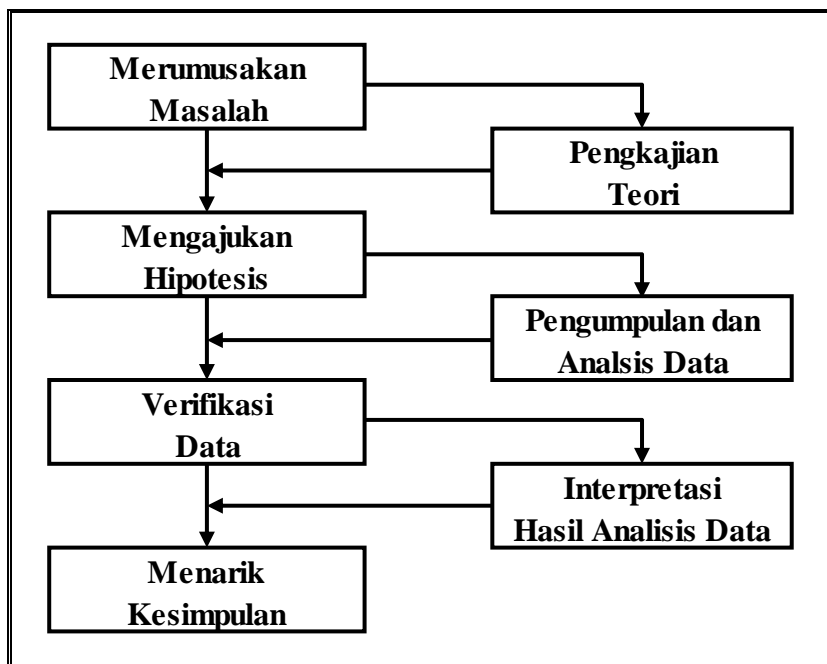 Merumusakan
Masalah
Pengkajian
Teori
Mengajukan
Hipotesis
Pengumpulan dan
Analsis Data
Verifikasi
Data
Interpretasi
Hasil Analisis Data
Menarik
Kesimpulan